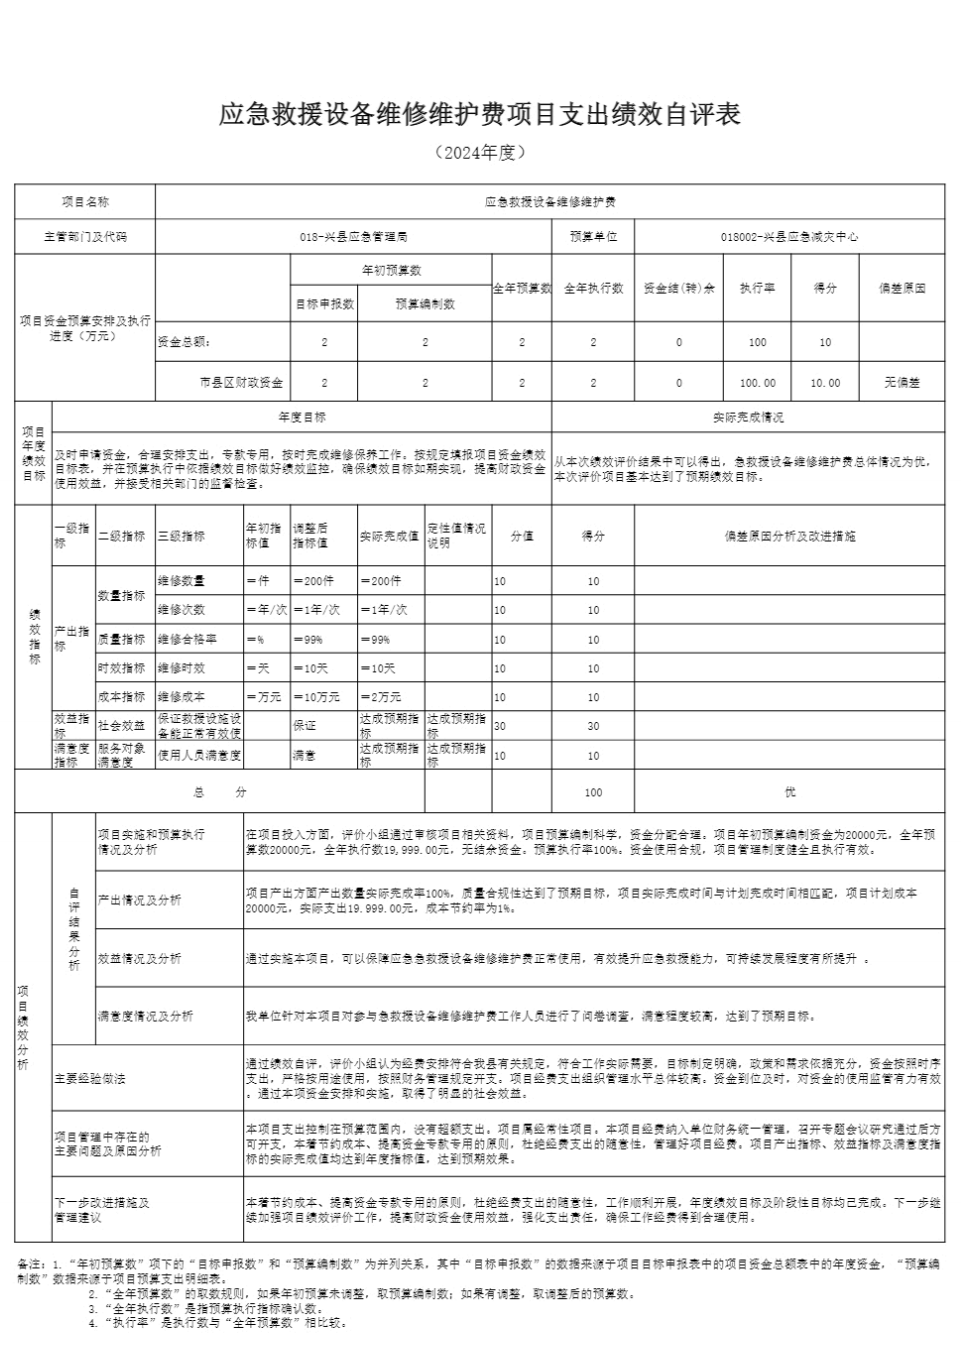 应急救援设备维修维护费项目支出绩效自评表
（2024年度）
项目名称 应急救援设备维修维护费
主管部门及代码 018-兴县应急管理局 预算单位 018002-兴县应急减灾中心
项目资金预算安排及执行
进度（万元）
年初预算数
目标申报数 预算编制数 全年预算数 全年执行数 资金结(转)余 执行率 得分 偏差原因
资金总额： 2 2 2 2 0 100 10
市县区财政资金 2 2 2 2 0 100.00 10.00 无偏差
项目
年度
绩效
目标
年度目标 实际完成情况
及时申请资金，合理安排支出，专款专用，按时完成维修保养工作。按规定填报项目资金绩效
目标表，并在预算执行中依据绩效目标做好绩效监控，确保绩效目标如期实现，提高财政资金
使用效益，并接受相关部门的监督检查。
从本次绩效评价结果中可以得出，急救援设备维修维护费总体情况为优，
本次评价项目基本达到了预期绩效目标。
绩
效
指
标
一级指
标
二级指标 三级指标
年初指
标值
调整后
指标值
实际完成值
定性值情况
说明
分值 得分 偏差原因分析及改进措施
产出指
标
数量指标
维修数量 ＝件 ＝200件 ＝200件 10 10
维修次数 ＝年/次 ＝1年/次 ＝1年/次 10 10
质量指标 维修合格率 ＝% ＝99% ＝99% 10 10
时效指标 维修时效 ＝天 ＝10天 ＝10天 10 10
成本指标 维修成本 ＝万元 ＝10万元 ＝2万元 10 10
效益指
标
社会效益
保证救援设施设
备能正常有效使
保证
达成预期指
标
达成预期指
标
30 30
满意度
指标
服务对象
满意度
使用人员满意度 满意
达成预期指
标
达成预期指
标
10 10
总 分 100 优
项
目
绩
效
分
析
自
评
结
果
分
析
项目实施和预算执行
情况及分析
在项目投入方面，评价小组通过审核项目相关资料，项目预算编制科学，资金分配合理。项目年初预算编制资金为20000元，全年预
算数20000元，全年执行数19,999.00元，无结余资金。预算执行率100%。资金使用合规，项目管理制度健全且执行有效。
产出情况及分析
项目产出方面产出数量实际完成率100%，质量合规性达到了预期目标，项目实际完成时间与计划完成时间相匹配，项目计划成本
20000元，实际支出19.999.00元，成本节约率为1%。
效益情况及分析 通过实施本项目，可以保障应急急救援设备维修维护费正常使用，有效提升应急救援能力，可持续发展程度有所提升 。
满意度情况及分析 我单位针对本项目对参与急救援设备维修维护费工作人员进行了问卷调查，满意程度较高，达到了预期目标。
主要经验做法
通过绩效自评，评价小组认为经费安排符合我县有关规定，符合工作实际需要，目标制定明确，政策和需求依据充分，资金按照时序
支出，严格按用途使用，按照财务管理规定开支。项目经费支出组织管理水平总体较高。资金到位及时，对资金的使用监管有力有效
。通过本项资金安排和实施，取得了明显的社会效益。
项目管理中存在的
主要问题及原因分析
本项目支出控制在预算范围内，没有超额支出。项目属经常性项目。本项目经费纳入单位财务统一管理，召开专题会议研究通过后方
可开支，本着节约成本、提高资金专款专用的原则，杜绝经费支出的随意性，管理好项目经费。项目产出指标、效益指标及满意度指
标的实际完成值均达到年度指标值，达到预期效果。
下一步改进措施及
管理建议
本着节约成本、提高资金专款专用的原则，杜绝经费支出的随意性，工作顺利开展，年度绩效目标及阶段性目标均已完成。下一步继
续加强项目绩效评价工作，提高财政资金使用效益，强化支出责任，确保工作经费得到合理使用。
备注：1.“年初预算数”项下的“目标申报数”和“预算编制数”为并列关系，其中“目标申报数”的数据来源于项目目标申报表中的项目资金总额表中的年度资金，“预算编
制数”数据来源于项目预算支出明细表。
2.“全年预算数”的取数规则，如果年初预算未调整，取预算编制数；如果有调整，取调整后的预算数。
3.“全年执行数”是指预算执行指标确认数。
4.“执行率”是执行数与“全年预算数”相比较。